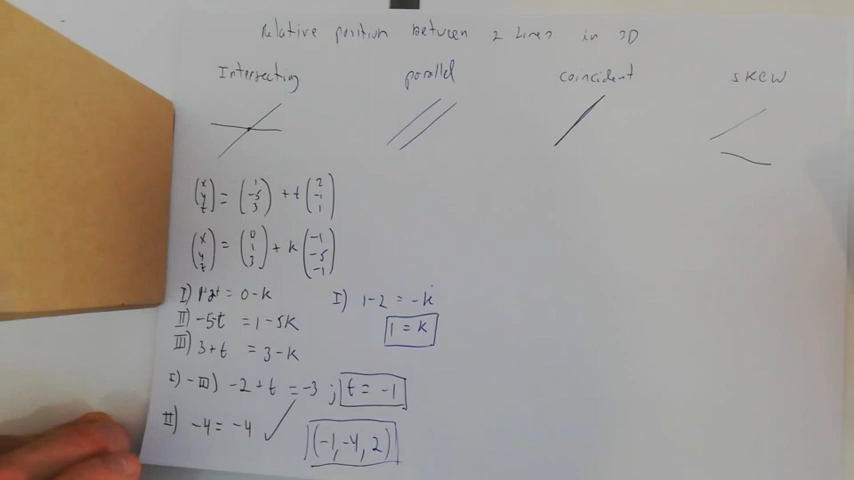 Relative position between 2 lines in 3D
Intersecting parallel coincident skew
(x y z) = (1 -5 3) + t (2 -1 1)
(x y z) = (0 1 3) + k (-1 -5 -1)
I) 1+2t = 0-k I) 1-2 = -k
II) -5-t = 1-5k 1 = k
III) 3+t = 3-k
I) - III) -2+t = -3 ; t = -1
II) -4 = -4 ✓ (-1, -4, 2)